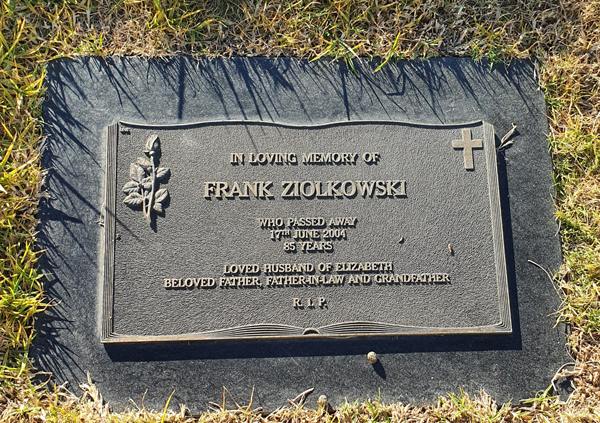 IN LOVING MEMORY OF
FRANK ZIOLKOWSKI
WHO PASSED AWAY
17TH JUNE 2004
85 YEARS
LOVED HUSBAND OF ELIZABETH
BELOVED FATHER, FATHER-IN-LAW AND GRANDFATHER
R. I. P.